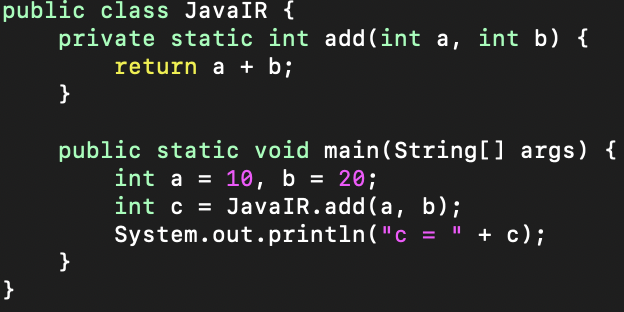 public class JavaIR {
    private static int add(int a, int b) {
        return a + b;
    }

    public static void main(String[] args) {
        int a = 10, b = 20;
        int c = JavaIR.add(a, b);
        System.out.println("c = " + c);
    }
}